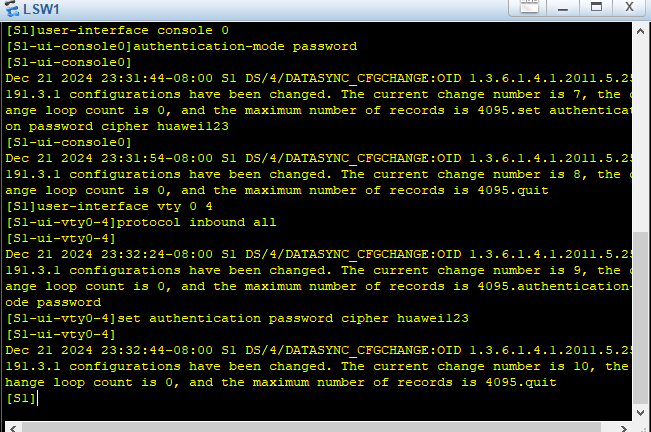 LSW1
[S1]user-interface console 0
[S1-ui-console0]authentication-mode password
[S1-ui-console0]
Dec 21 2024 23:31:44-08:00 S1 DS/4/DATASYNC_CFGCHANGE:OID 1.3.6.1.4.1.2011.5.25
191.3.1 configurations have been changed. The current change number is 7, the c
ange loop count is 0, and the maximum number of records is 4095.set authenticat
on password cipher huawei123
[S1-ui-console0]
Dec 21 2024 23:31:54-08:00 S1 DS/4/DATASYNC_CFGCHANGE:OID 1.3.6.1.4.1.2011.5.25
191.3.1 configurations have been changed. The current change number is 8, the c
ange loop count is 0, and the maximum number of records is 4095.quit
[S1]user-interface vty 0 4
[S1-ui-vty0-4]protocol inbound all
[S1-ui-vty0-4]
Dec 21 2024 23:32:24-08:00 S1 DS/4/DATASYNC_CFGCHANGE:OID 1.3.6.1.4.1.2011.5.25
191.3.1 configurations have been changed. The current change number is 9, the c
ange loop count is 0, and the maximum number of records is 4095.authentication-
ode password
[S1-ui-vty0-4]set authentication password cipher huawei123
[S1-ui-vty0-4]
Dec 21 2024 23:32:44-08:00 S1 DS/4/DATASYNC_CFGCHANGE:OID 1.3.6.1.4.1.2011.5.25
191.3.1 configurations have been changed. The current change number is 10, the
hange loop count is 0, and the maximum number of records is 4095.quit
[S1]